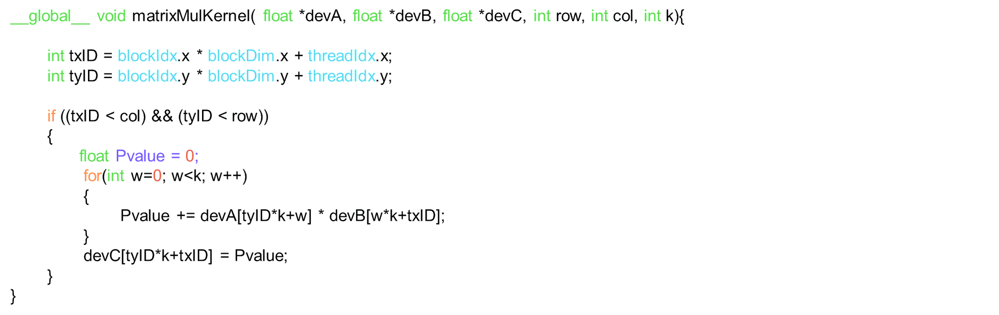 __global__ void matrixMulKernel( float *devA, float *devB, float *devC, int row, int col, int k){
int txID = blockIdx.x * blockDim.x + threadIdx.x;
int tyID = blockIdx.y * blockDim.y + threadIdx.y;
if ((txID < col) && (tyID < row))
{
float Pvalue = 0;
for(int w=0; w<k; w++)
{
Pvalue += devA[tyID*k+w] * devB[w*k+txID];
}
devC[tyID*k+txID] = Pvalue;
}
}